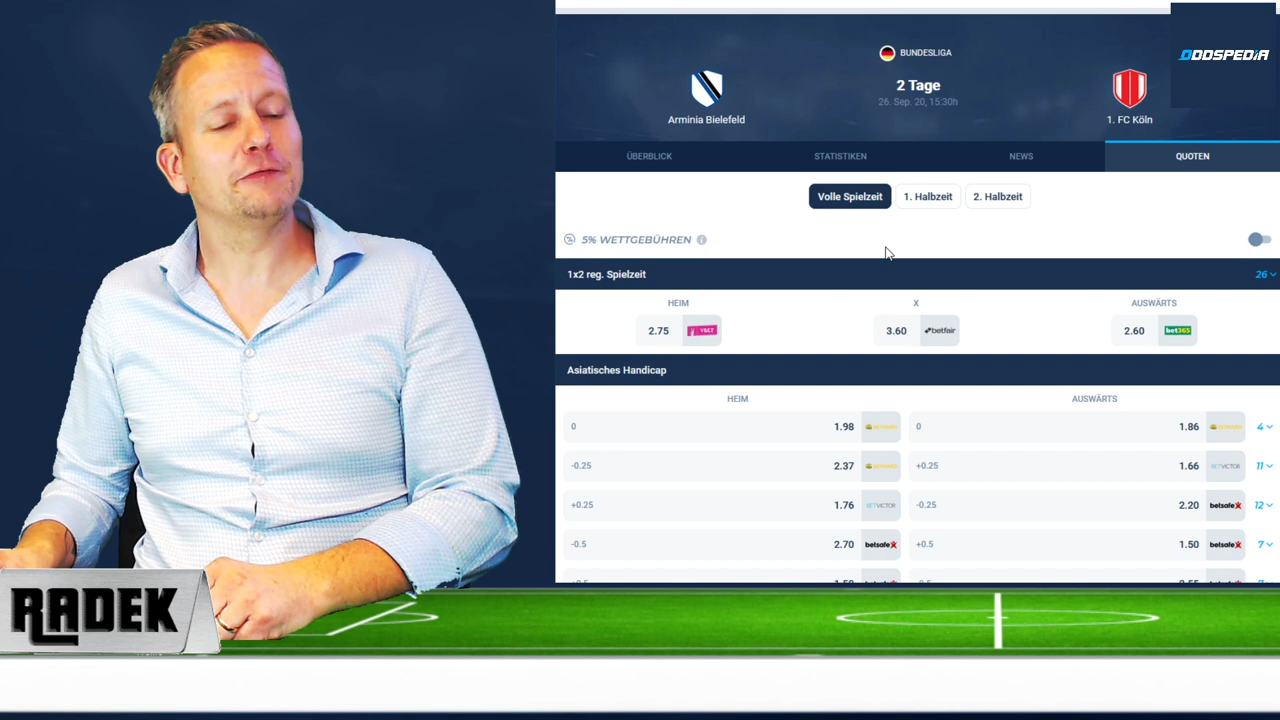 ODDSPEDIA
BUNDESLIGA
2 Tage
26. Sep. 20, 15:30h
Arminia Bielefeld
1. FC Köln
ÜBERBLICK
STATISTIKEN
NEWS
QUOTEN
Volle Spielzeit
1. Halbzeit
2. Halbzeit
5% WETTGEBÜHREN
1x2 reg. Spielzeit
26
HEIM
X
AUSWÄRTS
2.75
3.60 betfair
2.60 bet365
Asiatisches Handicap
HEIM
AUSWÄRTS
0 1.98
0 1.86
4
-0.25 2.37
+0.25 1.66 BETVICTOR
11
+0.25 1.76 BETVICTOR
-0.25 2.20 betsafe
12
-0.5 2.70 betsafe
+0.5 1.50 betsafe
7
RADEK